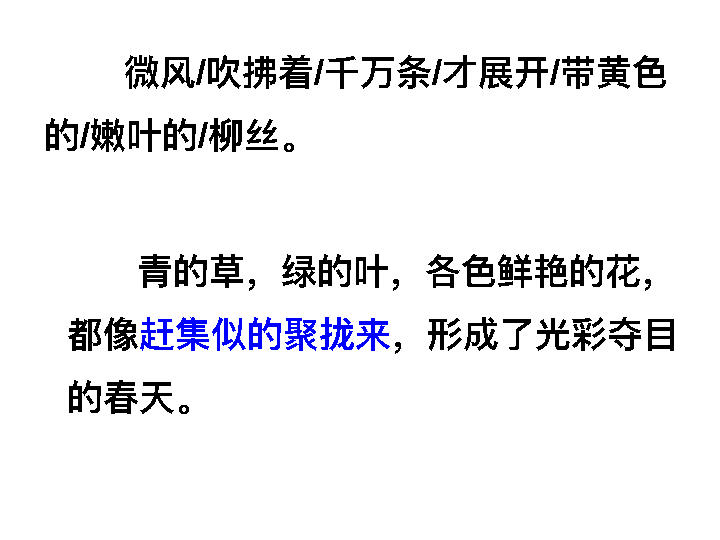 微风/吹拂着/千万条/才展开/带黄色
的/嫩叶的/柳丝。
青的草，绿的叶，各色鲜艳的花，
都像赶集似的聚拢来，形成了光彩夺目
的春天。